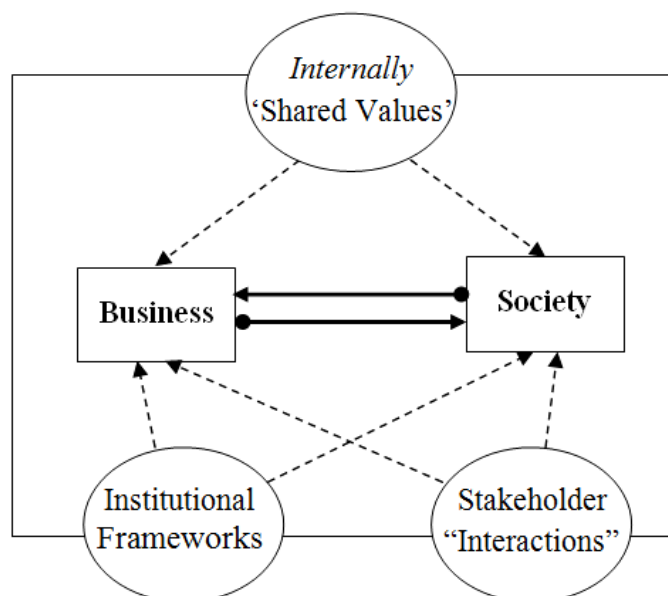 Internally
‘Shared Values’
Business
Society
Institutional
Frameworks
Stakeholder
“Interactions”